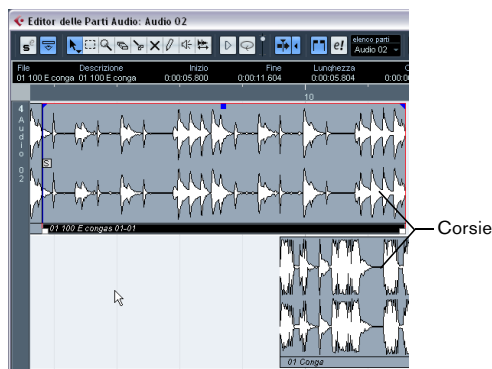 Editor delle Parti Audio: Audio 02
elenco parti
Audio 02
File Descrizione Inizio Fine Lunghezza
01 100 E conga 01 100 E conga 0:00:05.800 0:00:11.604 0:00:05.804
10
4
Audio 02
S
01 100 E congas 01-01
Corsie
01 Conga